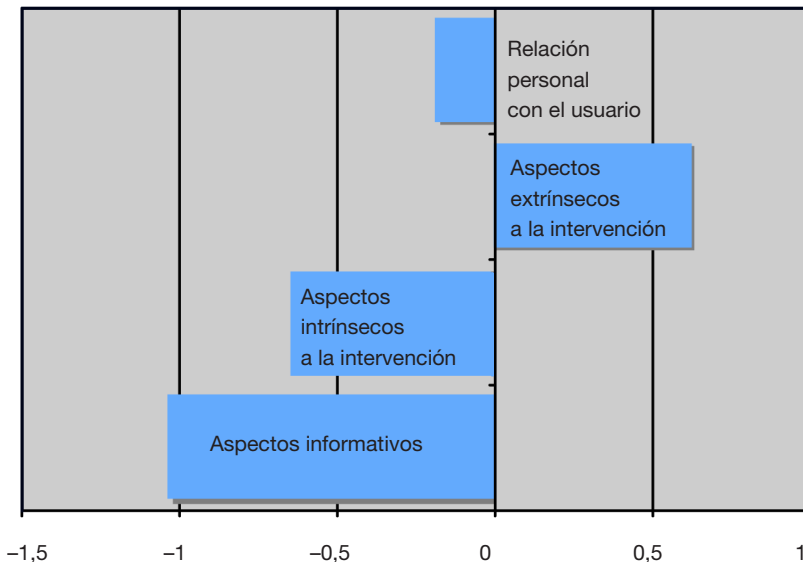 Relación
personal
con el usuario
Aspectos
extrínsecos
a la intervención
Aspectos
intrínsecos
a la intervención
Aspectos informativos
–1,5 –1 –0,5 0 0,5 1